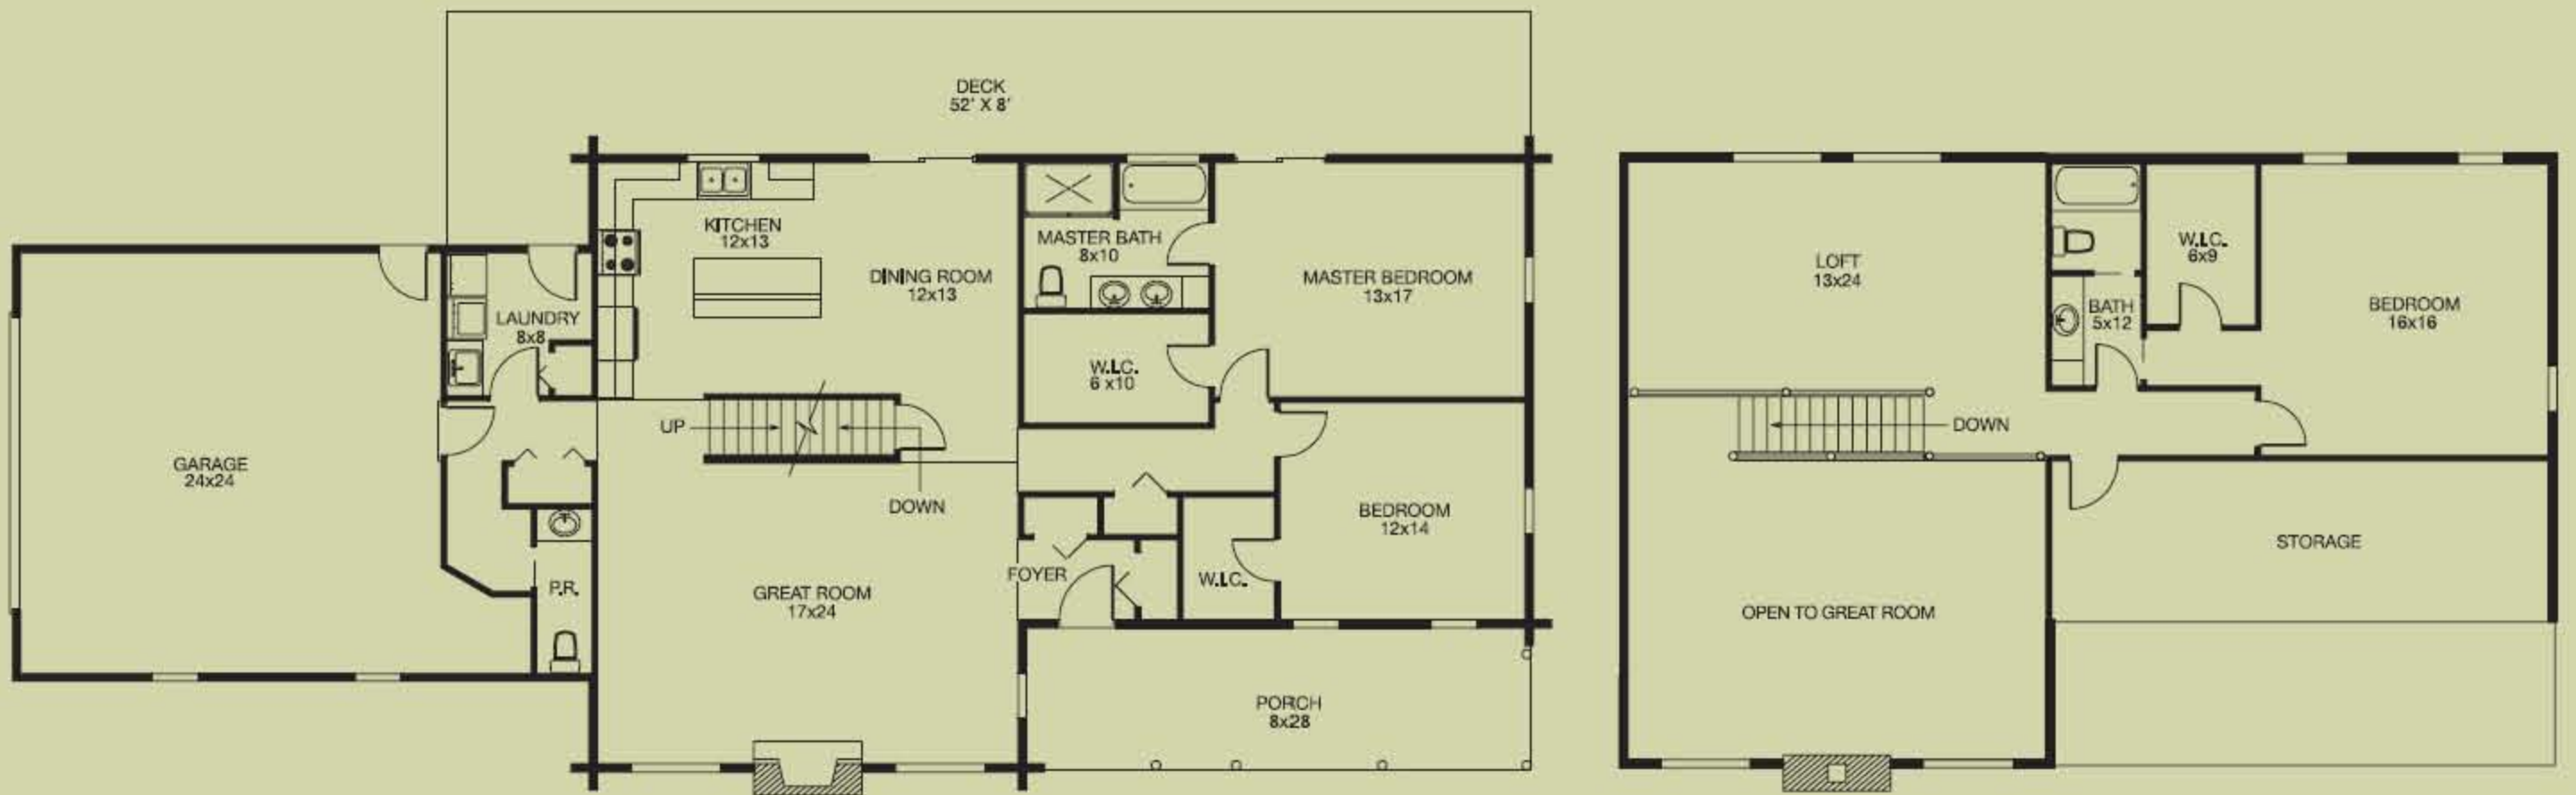 DECK
52' X 8'
KITCHEN
12x13
DINING ROOM
12x13
MASTER BATH
8x10
MASTER BEDROOM
13x17
LAUNDRY
8x8
W.I.C.
6 x10
UP
DOWN
GARAGE
24x24
BEDROOM
12x14
FOYER
W.I.C.
P.R.
GREAT ROOM
17x24
PORCH
8x28
LOFT
13x24
W.I.C.
6x9
BATH
5x12
BEDROOM
16x16
DOWN
STORAGE
OPEN TO GREAT ROOM